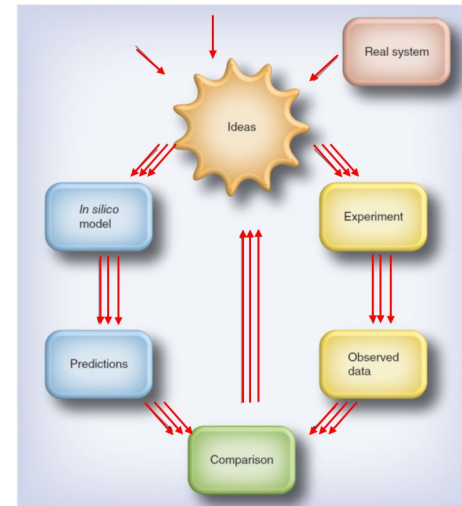 Real system
Ideas
In silico
model
Experiment
Predictions
Observed
data
Comparison